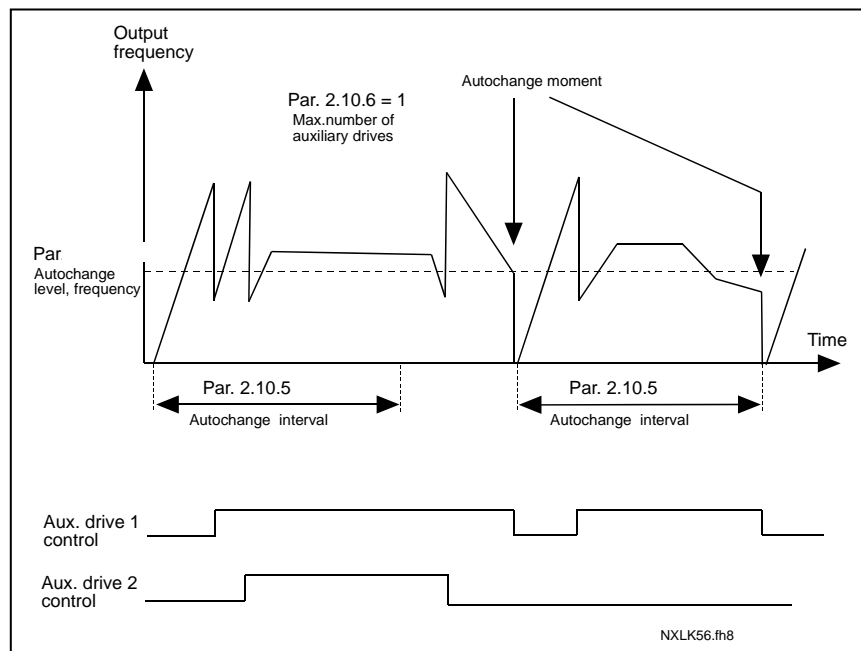 Output
frequency
Autochange moment
Par. 2.10.6 = 1
Max.number of
auxiliary drives
Par
Autochange
level, frequency
Time
Par. 2.10.5
Par. 2.10.5
Autochange interval
Autochange interval
Aux. drive 1
control
Aux. drive 2
control
NXLK56.fh8